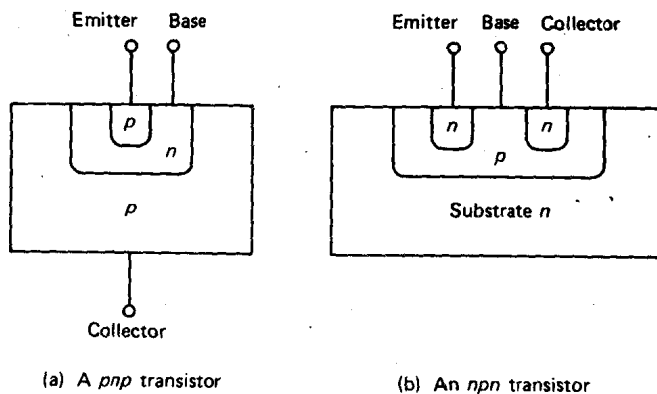 Emitter Base
p
n
p
Collector
(a) A pnp transistor
Emitter Base Collector
n n
p
Substrate n
(b) An npn transistor